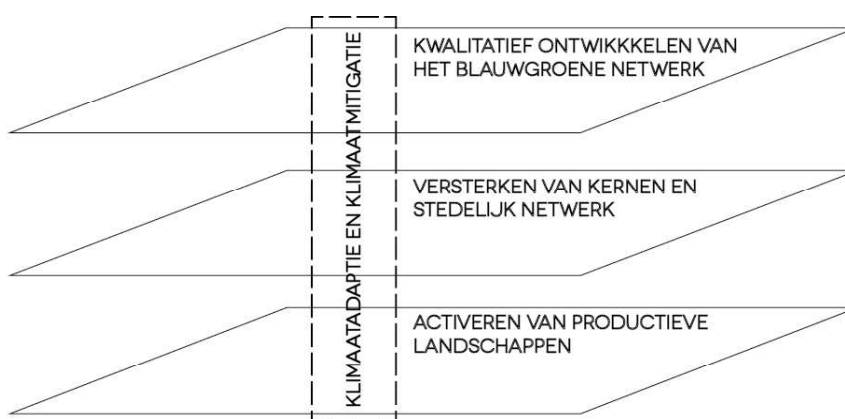 KWALITATIEF ONTWIKKKELEN VAN
HET BLAUWGROENE NETWERK
VERSTERKEN VAN KERNEN EN
STEDELIJK NETWERK
ACTIVEREN VAN PRODUCTIEVE
LANDSCHAPPEN
KLIMAATADAPTIE EN KLIMAATMITIGATIE